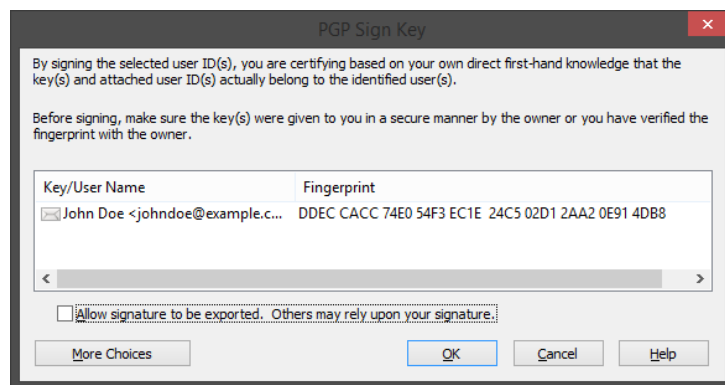 PGP Sign Key
By signing the selected user ID(s), you are certifying based on your own direct first-hand knowledge that the
key(s) and attached user ID(s) actually belong to the identified user(s).
Before signing, make sure the key(s) were given to you in a secure manner by the owner or you have verified the
fingerprint with the owner.
Key/User Name Fingerprint
John Doe <johndoe@example.c... DDEC CACC 74E0 54F3 EC1E 24C5 02D1 2AA2 0E91 4DB8
Allow signature to be exported. Others may rely upon your signature.
More Choices OK Cancel Help